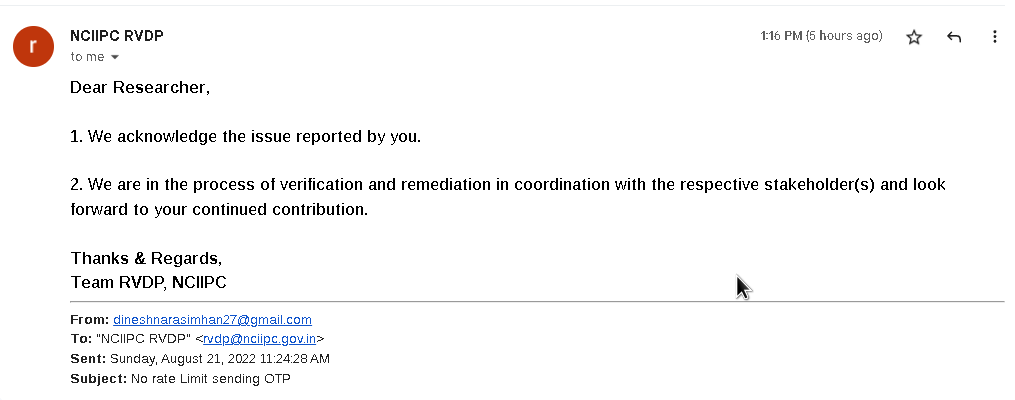 r
NCIIPC RVDP
1:16 PM (5 hours ago)
to me
Dear Researcher,
1. We acknowledge the issue reported by you.
2. We are in the process of verification and remediation in coordination with the respective stakeholder(s) and look
forward to your continued contribution.
Thanks & Regards,
Team RVDP, NCIIPC
From: dineshnarasimhan27@gmail.com
To: "NCIIPC RVDP" <rvdp@nciipc.gov.in>
Sent: Sunday, August 21, 2022 11:24:28 AM
Subject: No rate Limit sending OTP